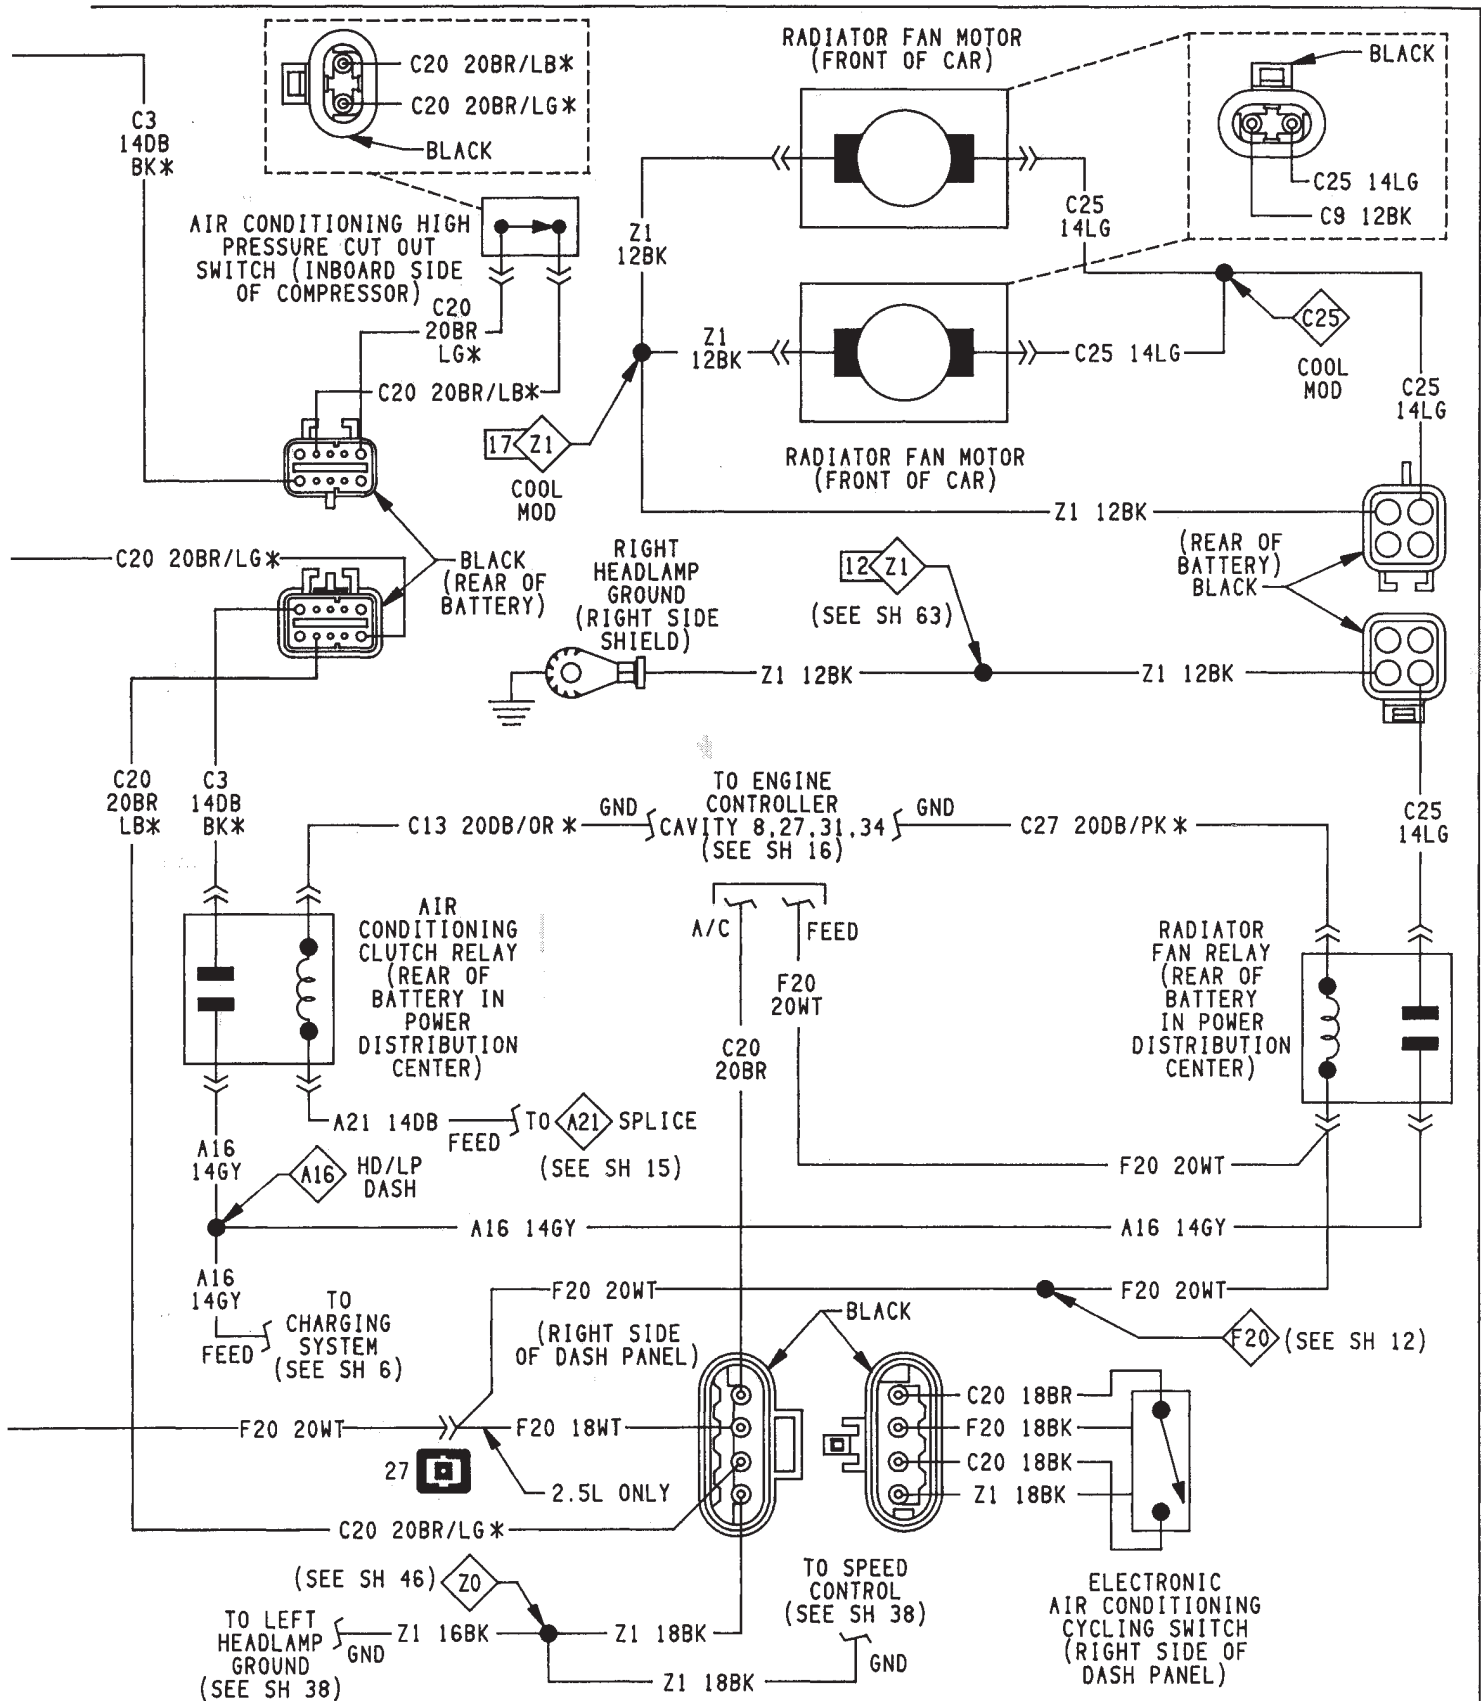 C20 20BR/LB*
C20 20BR/LG*
BLACK
C3
14DB
BK*
AIR CONDITIONING HIGH
PRESSURE CUT OUT
SWITCH (INBOARD SIDE
OF COMPRESSOR)
C20
20BR
LG*
C20 20BR/LB*
RADIATOR FAN MOTOR
(FRONT OF CAR)
BLACK
C25 14LG
C9 12BK
Z1
12BK
C25
14LG
Z1
12BK
C25 14LG
C25
COOL
MOD
C25
14LG
17 Z1
COOL
MOD
RADIATOR FAN MOTOR
(FRONT OF CAR)
Z1 12BK
C20 20BR/LG*
BLACK
(REAR OF
BATTERY)
RIGHT
HEADLAMP
GROUND
(RIGHT SIDE
SHIELD)
12 Z1
(SEE SH 63)
(REAR OF
BATTERY)
BLACK
Z1 12BK
Z1 12BK
C20
20BR
LB*
C3
14DB
BK*
C13 20DB/OR *
GND
TO ENGINE
CONTROLLER
CAVITY 8,27,31,34
(SEE SH 16)
GND
C27 20DB/PK *
C25
14LG
AIR
CONDITIONING
CLUTCH RELAY
(REAR OF
BATTERY IN
POWER
DISTRIBUTION
CENTER)
A/C
FEED
F20
20WT
C20
20BR
RADIATOR
FAN RELAY
(REAR OF
BATTERY
IN POWER
DISTRIBUTION
CENTER)
A21 14DB
FEED
TO A21 SPLICE
(SEE SH 15)
A16
14GY
A16
HD/LP
DASH
F20 20WT
A16 14GY
A16 14GY
A16
14GY
FEED
TO
CHARGING
SYSTEM
(SEE SH 6)
F20 20WT
F20 20WT
F20 (SEE SH 12)
(RIGHT SIDE
OF DASH PANEL)
BLACK
F20 20WT
F20 18WT
27
2.5L ONLY
C20 18BR
F20 18BK
C20 18BK
Z1 18BK
C20 20BR/LG*
(SEE SH 46) Z0
TO LEFT
HEADLAMP
GROUND
(SEE SH 38)
GND
Z1 16BK
Z1 18BK
Z1 18BK
TO SPEED
CONTROL
(SEE SH 38)
GND
ELECTRONIC
AIR CONDITIONING
CYCLING SWITCH
(RIGHT SIDE OF
DASH PANEL)